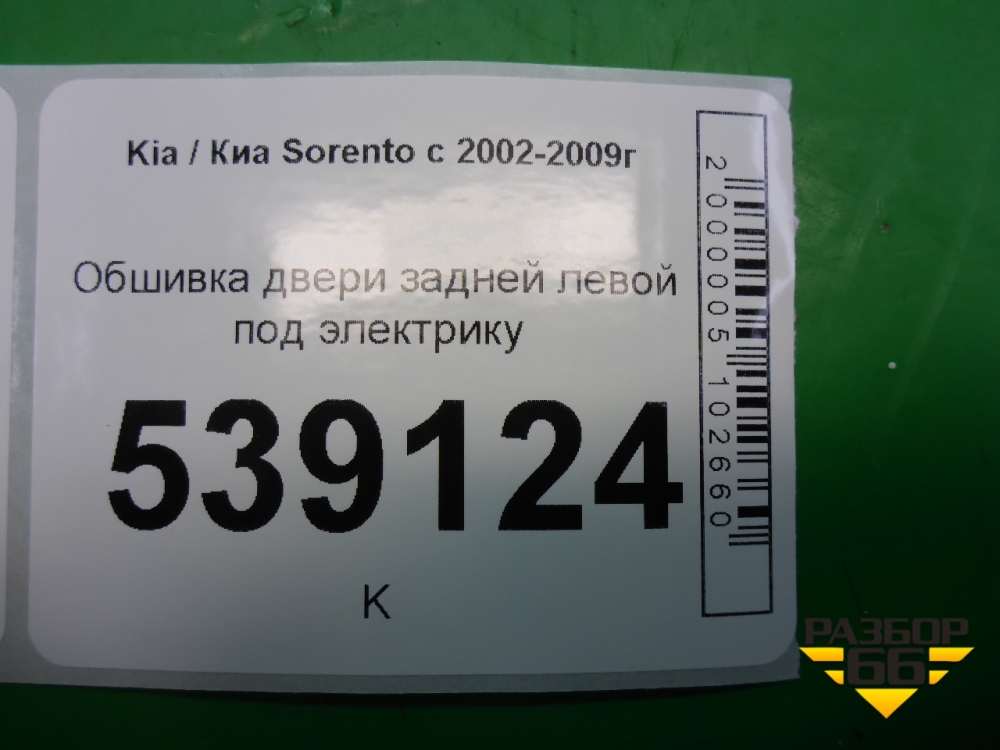 Kia / Киа Sorento с 2002-2009г
Обшивка двери задней левой
под электрику
539124
К
2000005102660
РАЗБОР
66